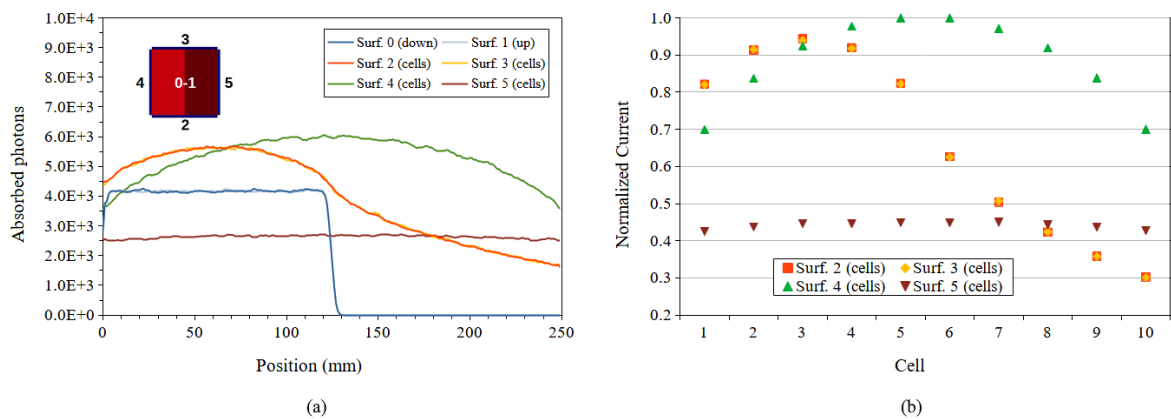 1.0E+4
9.0E+3
8.0E+3
7.0E+3
6.0E+3
5.0E+3
4.0E+3
3.0E+3
2.0E+3
1.0E+3
0.0E+0
Absorbed photons
3
4 0-1 5
2
Surf. 0 (down) Surf. 1 (up)
Surf. 2 (cells) Surf. 3 (cells)
Surf. 4 (cells) Surf. 5 (cells)
0 50 100 150 200 250
Position (mm)
(a)
1.0
0.9
0.8
0.7
0.6
0.5
0.4
0.3
0.2
Normalized Current
Surf. 2 (cells) Surf. 3 (cells)
Surf. 4 (cells) Surf. 5 (cells)
1 2 3 4 5 6 7 8 9 10
Cell
(b)